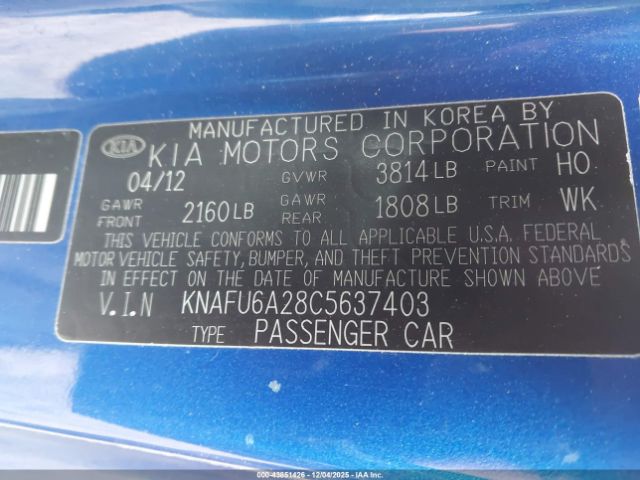 MANUFACTURED IN KOREA BY
KIA KIA MOTORS CORPORATION
04/12 GVWR 3814 LB PAINT HO
GAWR FRONT 2160 LB GAWR REAR 1808 LB TRIM WK
THIS VEHICLE CONFORMS TO ALL APPLICABLE U.S.A. FEDERAL
MOTOR VEHICLE SAFETY, BUMPER, AND THEFT PREVENTION STANDARDS
IN EFFECT ON THE DATE OF MANUFACTURE SHOWN ABOVE
V.I.N KNAFU6A28C5637403
TYPE PASSENGER CAR
000-43851426 - 12/04/2025 - IAA, Inc.